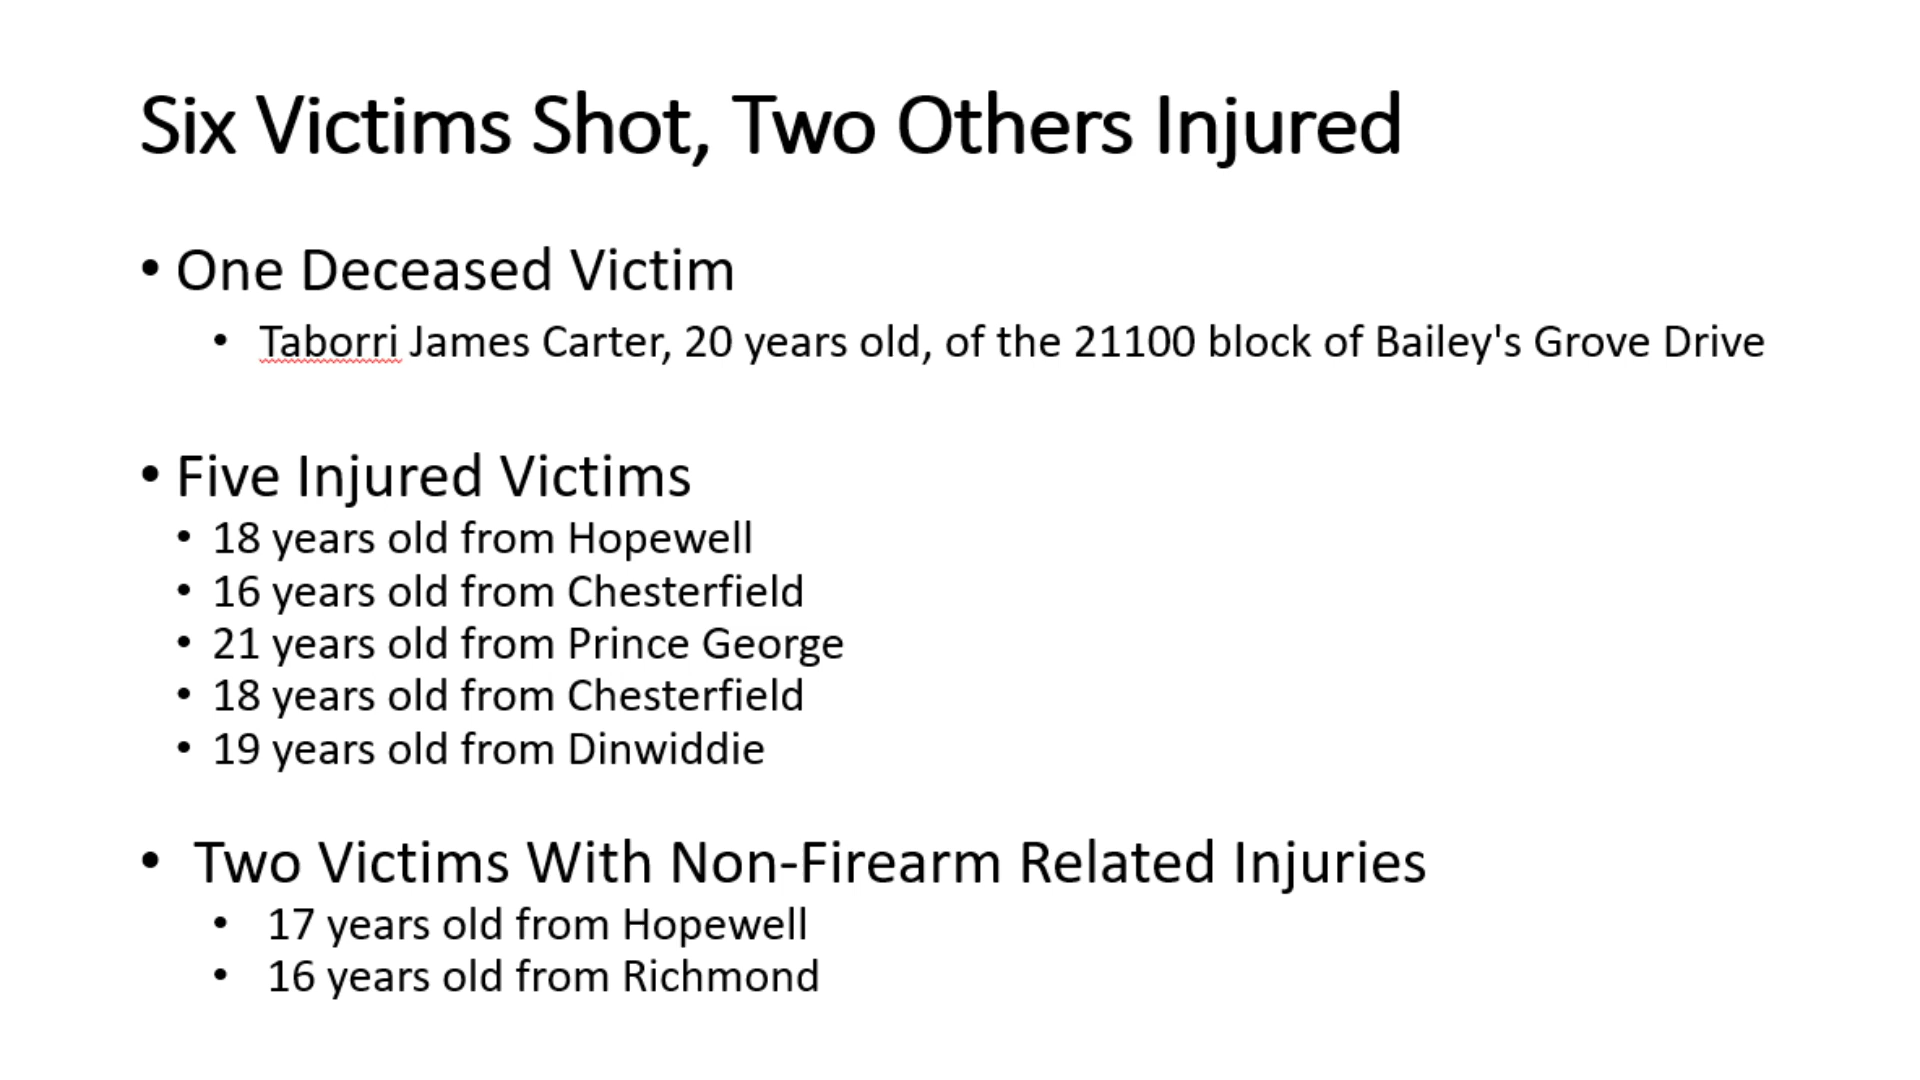 Six Victims Shot, Two Others Injured
• One Deceased Victim
• Taborri James Carter, 20 years old, of the 21100 block of Bailey's Grove Drive
• Five Injured Victims
• 18 years old from Hopewell
• 16 years old from Chesterfield
• 21 years old from Prince George
• 18 years old from Chesterfield
• 19 years old from Dinwiddie
• Two Victims With Non-Firearm Related Injuries
• 17 years old from Hopewell
• 16 years old from Richmond